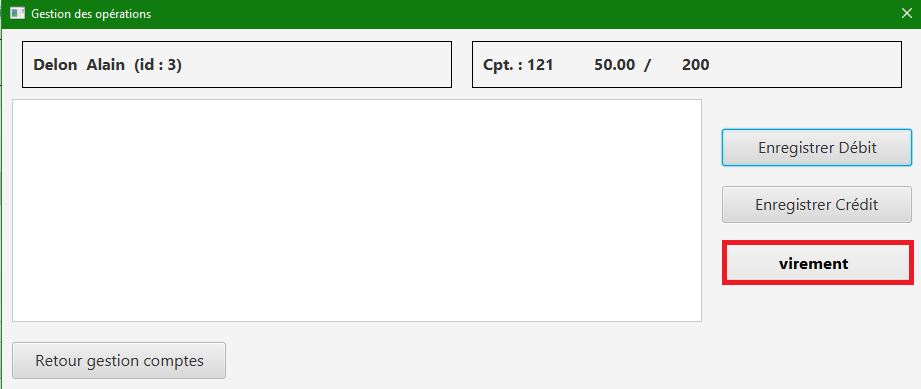 Gestion des opérations
Delon Alain (id : 3)
Cpt. : 121 50.00 / 200
Enregistrer Débit
Enregistrer Crédit
virement
Retour gestion comptes